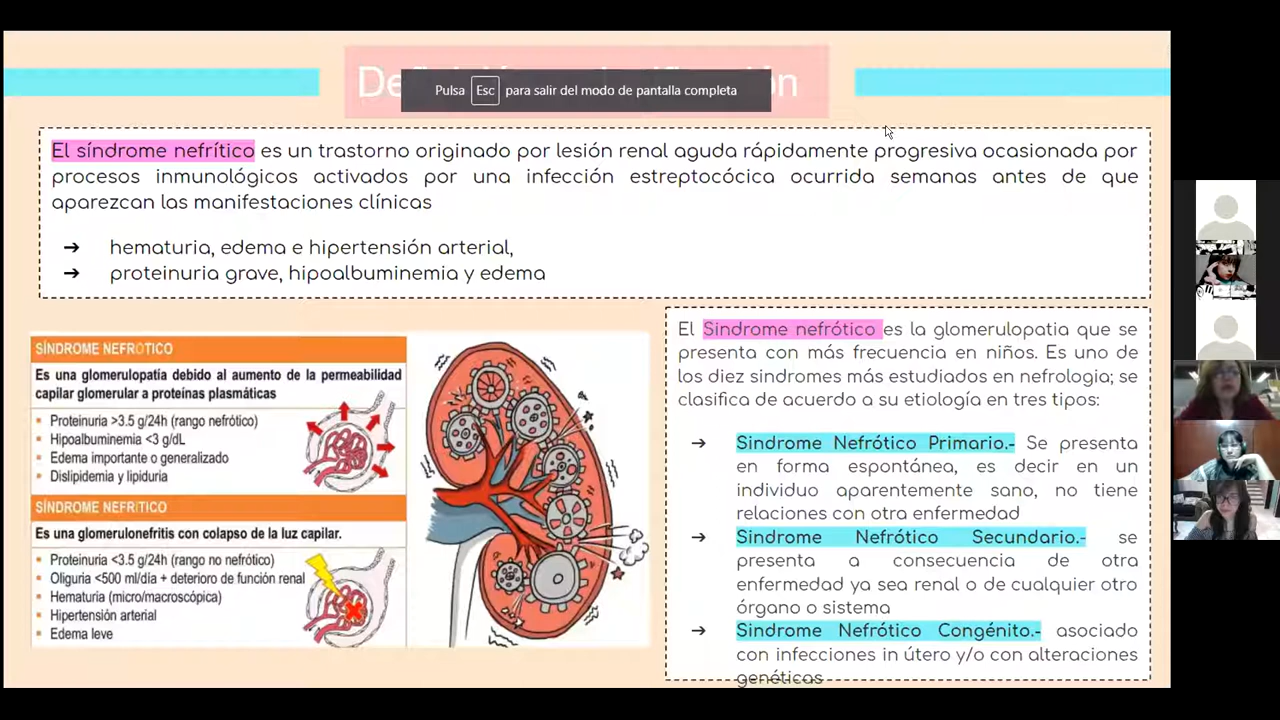 Pulsa Esc para salir del modo de pantalla completa
El síndrome nefrítico es un trastorno originado por lesión renal aguda rápidamente progresiva ocasionada por
procesos inmunológicos activados por una infección estreptocócica ocurrida semanas antes de que
aparezcan las manifestaciones clínicas
➔ hematuria, edema e hipertensión arterial,
➔ proteinuria grave, hipoalbuminemia y edema
SÍNDROME NEFROTICO
Es una glomerulopatía debido al aumento de la permeabilidad
capilar glomerular a proteínas plasmáticas
▪ Proteinuria >3.5 g/24h (rango nefrótico)
▪ Hipoalbuminemia <3 g/dL
▪ Edema importante o generalizado
▪ Dislipidemia y lipiduria
SÍNDROME NEFRITICO
Es una glomerulonefritis con colapso de la luz capilar.
▪ Proteinuria <3.5 g/24h (rango no nefrótico)
▪ Oliguria <500 ml/día + deterioro de función renal
▪ Hematuria (micro/macroscópica)
▪ Hipertensión arterial
▪ Edema leve
El Sindrome nefrótico es la glomerulopatia que se
presenta con más frecuencia en niños. Es uno de
los diez sindromes más estudiados en nefrologia; se
clasifica de acuerdo a su etiología en tres tipos:
➔ Sindrome Nefrótico Primario.- Se presenta
en forma espontánea, es decir en un
individuo aparentemente sano, no tiene
relaciones con otra enfermedad
➔ Sindrome Nefrótico Secundario.- se
presenta a consecuencia de otra
enfermedad ya sea renal o de cualquier otro
órgano o sistema
➔ Sindrome Nefrótico Congénito.- asociado
con infecciones in útero y/o con alteraciones
genéticas